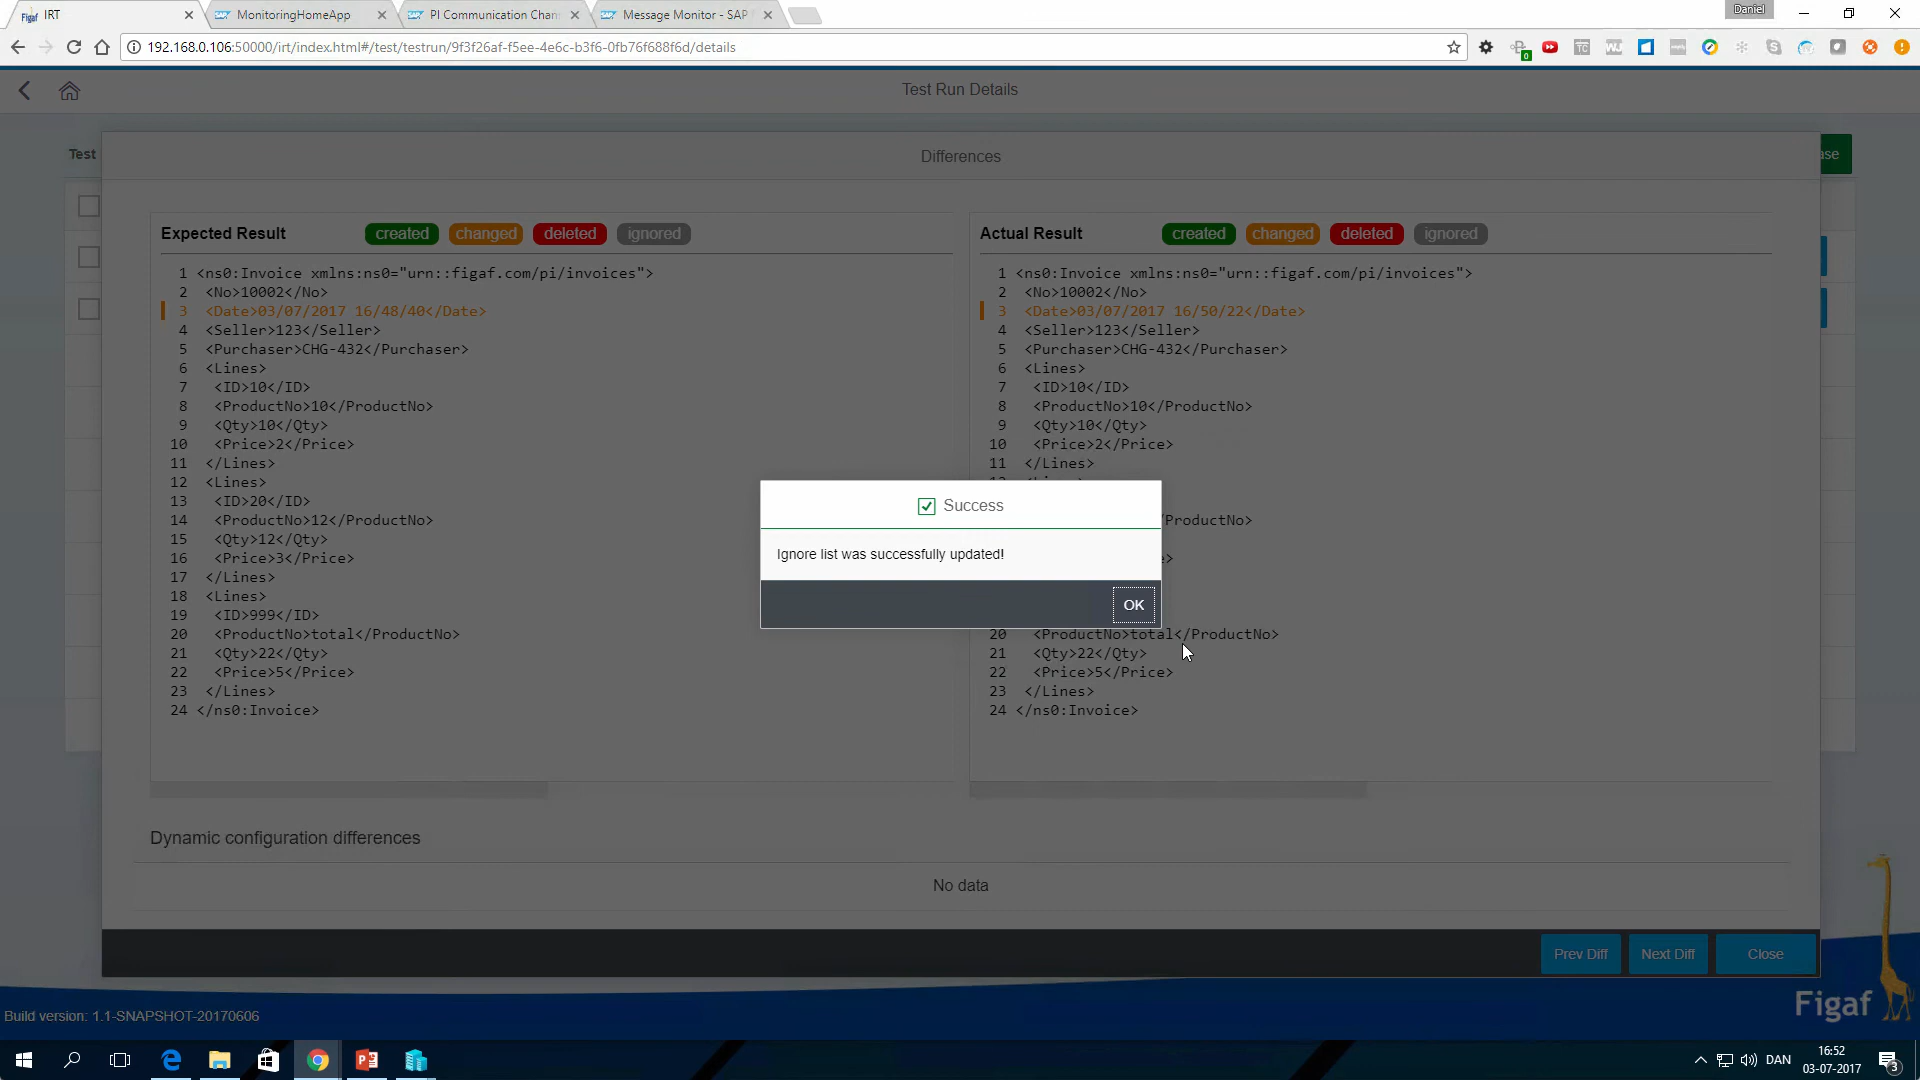 IRT
MonitoringHomeApp
PI Communication Chan
Message Monitor - SAP
Daniel
192.168.0.106:50000/irt/index.html#/test/testrun/9f3f26af-f5ee-4e6c-b3f6-0fb76f688f6d/details
Test Run Details
Test
Differences
ase
Expected Result created changed deleted ignored
1 <ns0:Invoice xmlns:ns0="urn::figaf.com/pi/invoices">
2 <No>10002</No>
3 <Date>03/07/2017 16/48/40</Date>
4 <Seller>123</Seller>
5 <Purchaser>CHG-432</Purchaser>
6 <Lines>
7 <ID>10</ID>
8 <ProductNo>10</ProductNo>
9 <Qty>10</Qty>
10 <Price>2</Price>
11 </Lines>
12 <Lines>
13 <ID>20</ID>
14 <ProductNo>12</ProductNo>
15 <Qty>12</Qty>
16 <Price>3</Price>
17 </Lines>
18 <Lines>
19 <ID>999</ID>
20 <ProductNo>total</ProductNo>
21 <Qty>22</Qty>
22 <Price>5</Price>
23 </Lines>
24 </ns0:Invoice>
Actual Result created changed deleted ignored
1 <ns0:Invoice xmlns:ns0="urn::figaf.com/pi/invoices">
2 <No>10002</No>
3 <Date>03/07/2017 16/50/22</Date>
4 <Seller>123</Seller>
5 <Purchaser>CHG-432</Purchaser>
6 <Lines>
7 <ID>10</ID>
8 <ProductNo>10</ProductNo>
9 <Qty>10</Qty>
10 <Price>2</Price>
11 </Lines>
/ProductNo>
>
20 <ProductNo>total</ProductNo>
21 <Qty>22</Qty>
22 <Price>5</Price>
23 </Lines>
24 </ns0:Invoice>
Success
Ignore list was successfully updated!
OK
Dynamic configuration differences
No data
Prev Diff
Next Diff
Close
Figaf
Build version: 1.1-SNAPSHOT-20170606
DAN
16:52
03-07-2017
3